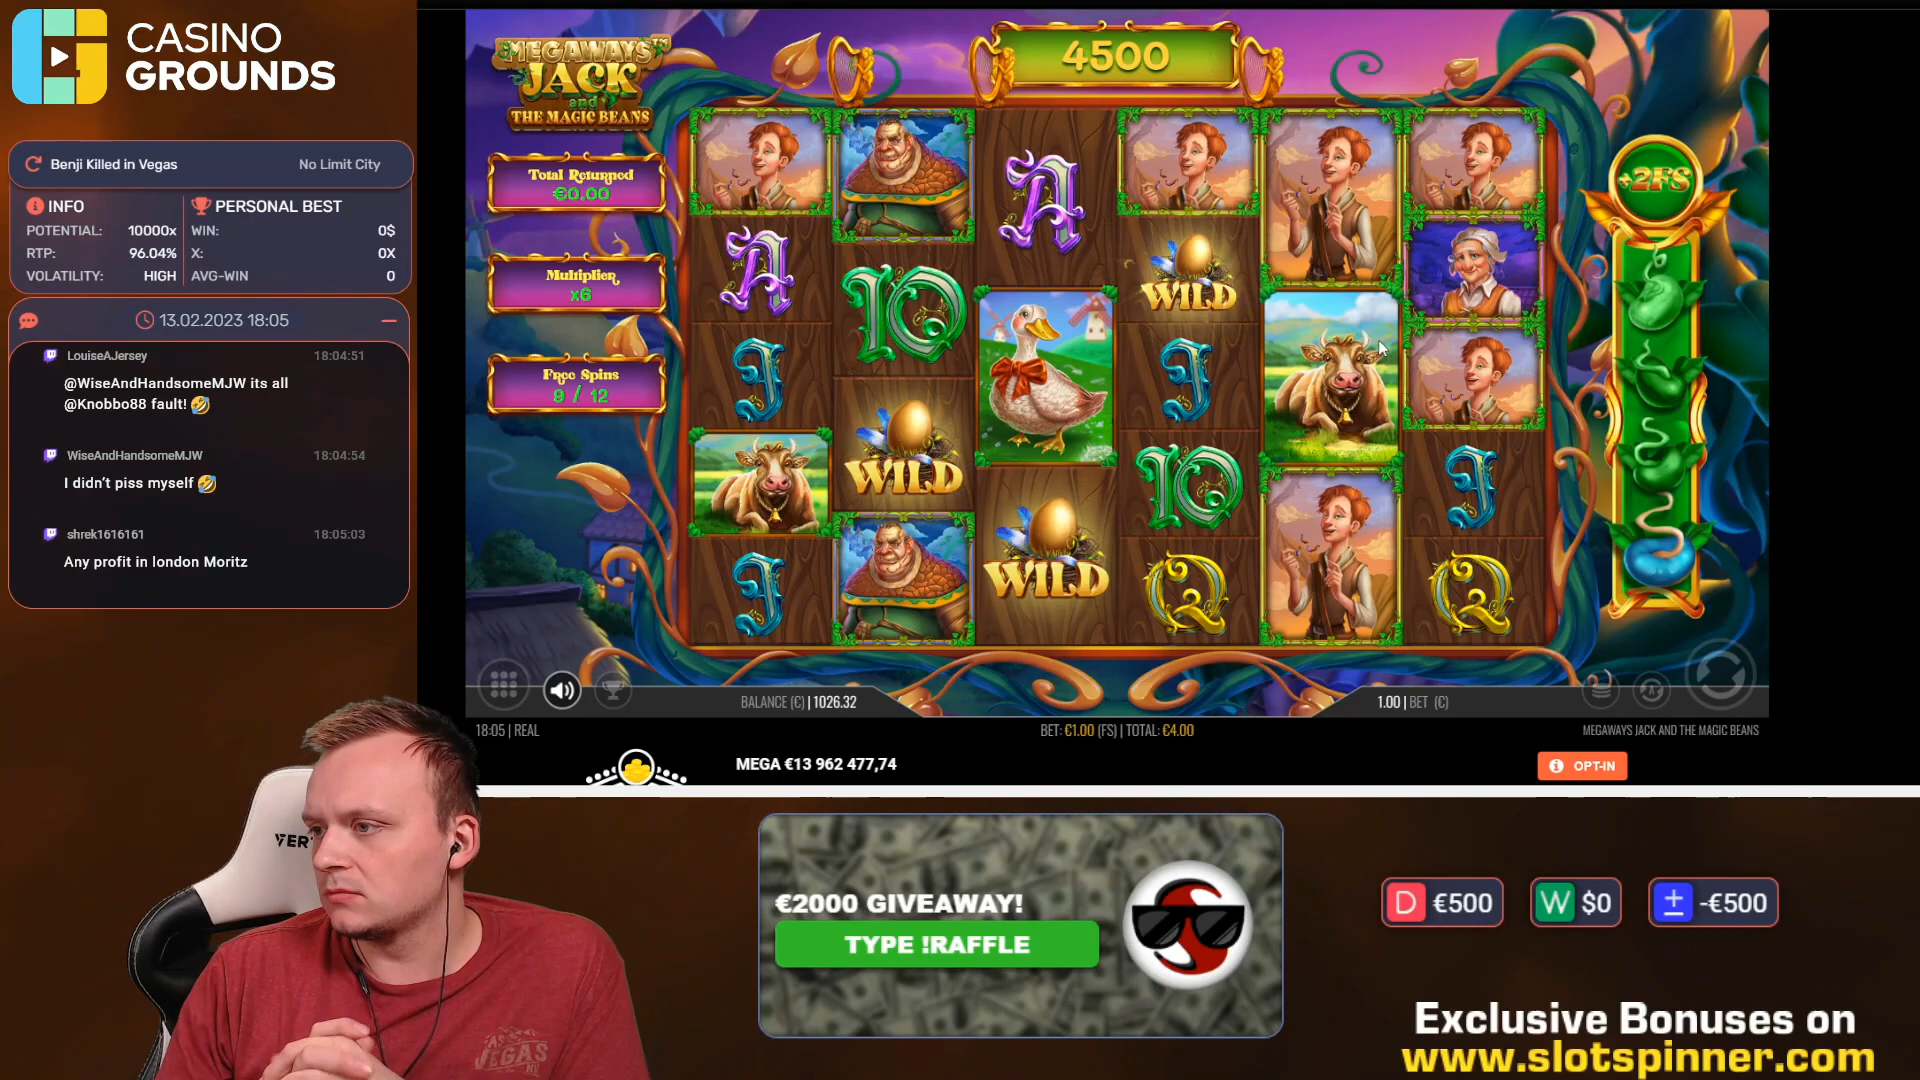 CASINO
GROUNDS
Benji Killed in Vegas
No Limit City
INFO
POTENTIAL: 10000x
RTP: 96.04%
VOLATILITY: HIGH
PERSONAL BEST
WIN: 0$
X: 0X
AVG-WIN 0
13.02.2023 18:05
LouiseAJersey 18:04:51
@WiseAndHandsomeMJW its all
@Knobbo88 fault!
WiseAndHandsomeMJW 18:04:54
I didn't piss myself
shrek1616161 18:05:03
Any profit in london Moritz
MEGAWAYS™
JACK
and
THE MAGIC BEANS
4500
Total Returned
€0.00
Multiplier
x6
Free Spins
9 / 12
A
A
10
WILD
J
J
WILD
10
J
J
WILD
Q
Q
+2FS
BALANCE (€) | 1026.32
1.00 | BET (€)
18:05 | REAL
BET: €1.00 (FS) | TOTAL: €4.00
MEGAWAYS JACK AND THE MAGIC BEANS
MEGA €13 962 477,74
OPT-IN
VER
VEGAS
€2000 GIVEAWAY!
TYPE !RAFFLE
D €500
W $0
± -€500
Exclusive Bonuses on
www.slotspinner.com